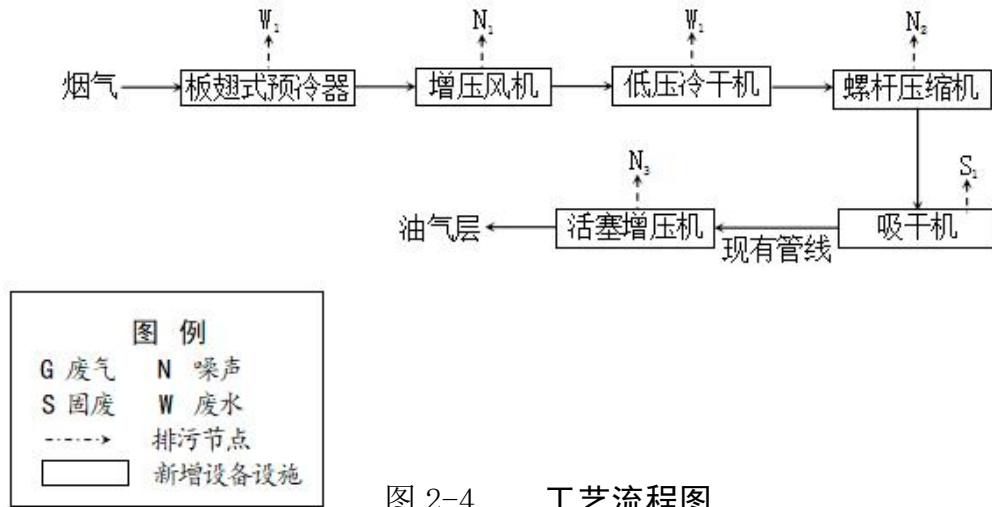 W₁ N₁ W₁ N₂
烟气 板翅式预冷器 增压风机 低压冷干机 螺杆压缩机
N₃ S₁
油气层 活塞增压机 现有管线 吸干机
图 例
G 废气 N 噪声
S 固废 W 废水
排污节点
新增设备设施
图 2-4 工艺流程图